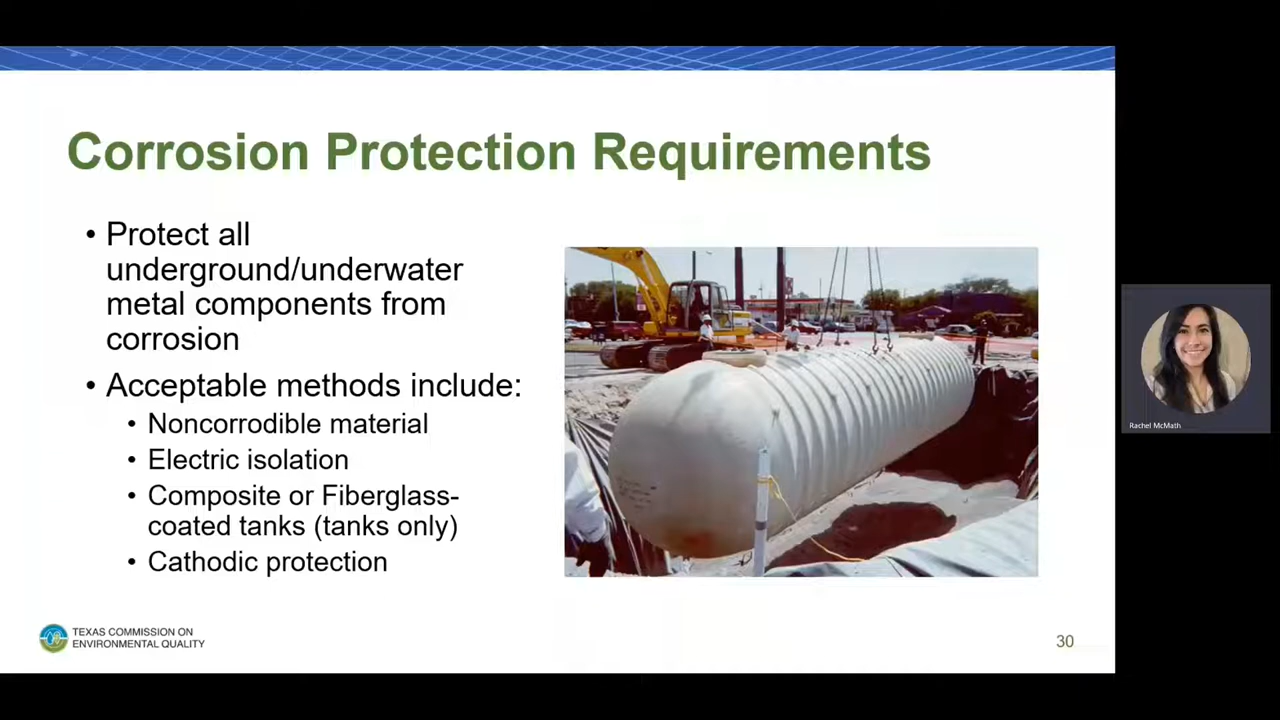 Corrosion Protection Requirements
• Protect all
underground/underwater
metal components from
corrosion
• Acceptable methods include:
• Noncorrodible material
• Electric isolation
• Composite or Fiberglass-
coated tanks (tanks only)
• Cathodic protection
TEXAS COMMISSION ON
ENVIRONMENTAL QUALITY
30
Rachel McMath